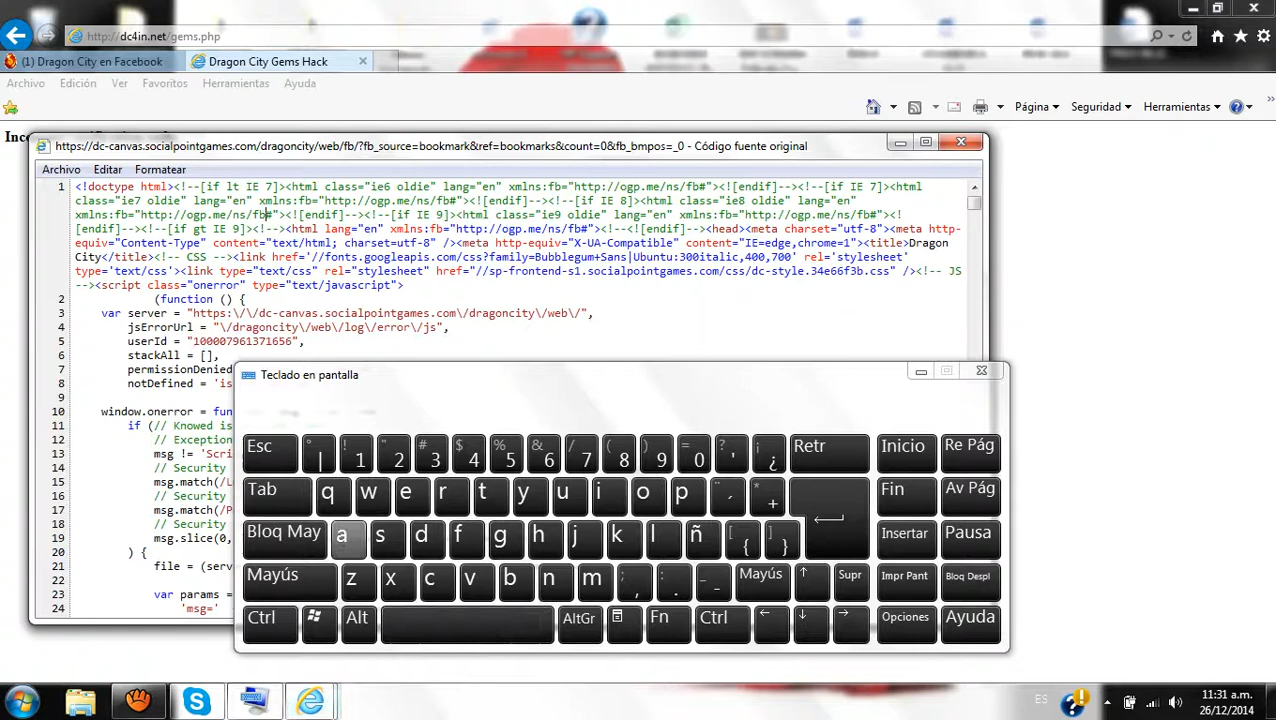 http://dc4in.net/gems.php
(1) Dragon City en Facebook
Dragon City Gems Hack
Archivo Edición Ver Favoritos Herramientas Ayuda
Página Seguridad Herramientas
https://dc-canvas.socialpointgames.com/dragoncity/web/fb/?fb_source=bookmark&ref=bookmarks&count=0&fb_bmpos=_0 - Código fuente original
Archivo Editar Formatear
1 <!doctype html><!--[if lt IE 7]><html class="ie6 oldie" lang="en" xmlns:fb="http://ogp.me/ns/fb#"><![endif]--><!--[if IE 7]><html
class="ie7 oldie" lang="en" xmlns:fb="http://ogp.me/ns/fb#"><![endif]--><!--[if IE 8]><html class="ie8 oldie" lang="en"
xmlns:fb="http://ogp.me/ns/fb#"><![endif]--><!--[if IE 9]><html class="ie9 oldie" lang="en" xmlns:fb="http://ogp.me/ns/fb#"><!
[endif]--><!--[if gt IE 9]><!--><html lang="en" xmlns:fb="http://ogp.me/ns/fb#"><!--<![endif]--><head><meta charset="utf-8"><meta http-
equiv="Content-Type" content="text/html; charset=utf-8" /><meta http-equiv="X-UA-Compatible" content="IE=edge,chrome=1"><title>Dragon
City</title><!-- CSS --><link href='//fonts.googleapis.com/css?family=Bubblegum+Sans|Ubuntu:300italic,400,700' rel='stylesheet'
type='text/css'><link type="text/css" rel="stylesheet" href="//sp-frontend-s1.socialpointgames.com/css/dc-style.34e66f3b.css" /><!-- JS
--><script class="onerror" type="text/javascript">
2 (function () {
3 var server = "https:\/\/dc-canvas.socialpointgames.com\/dragoncity\/web\/",
4 jsErrorUrl = "\/dragoncity\/web\/log\/error\/js",
5 userId = "100007961371656",
6 stackAll = [],
7 permissionDenied
8 notDefined = 'is
9
10 window.onerror = fun
11 if (// Knowed is
12 // Exception
13 msg != 'Scri
14 // Security
15 msg.match(/L
16 // Security
17 msg.match(/P
18 // Security
19 msg.slice(0,
20 ) {
21 file = (serv
22
23 var params =
24 'msg='
Teclado en pantalla
Esc ° | ! 1 " 2 # 3 $ 4 % 5 & 6 / 7 ( 8 ) 9 = 0 ? ' ¡ ¿ Retr Inicio Re Pág
Tab q w e r t y u i o p ¨ ´ * + Fin Av Pág
Bloq May a s d f g h j k l ñ [ { ] } Insertar Pausa
Mayús z x c v b n m ; , : . _ - Mayús ↑ Supr Impr Pant Bloq Despl
Ctrl Alt AltGr Fn Ctrl ← ↓ → Opciones Ayuda
ES
11:31 a.m.
26/12/2014